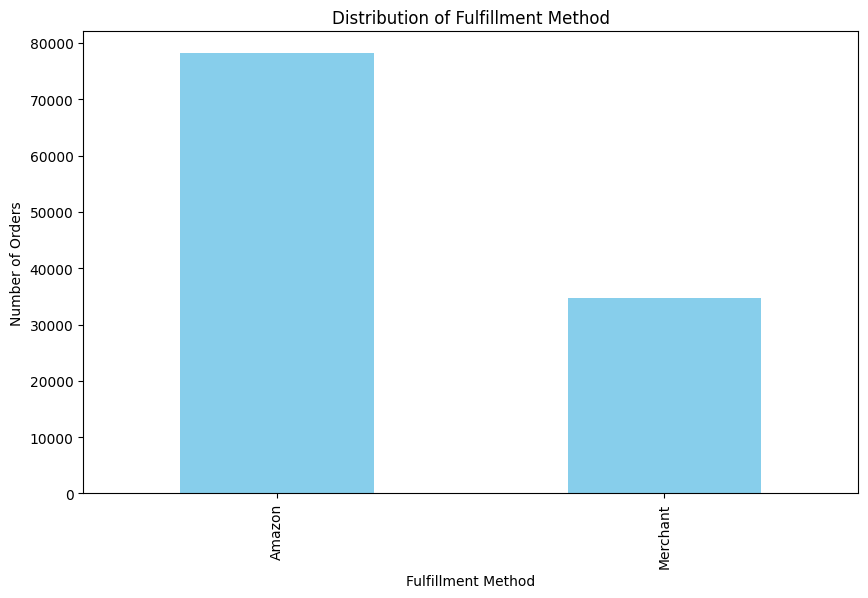 Distribution of Fulfillment Method
80000
70000
60000
50000
40000
30000
20000
10000
0
Number of Orders
Amazon
Merchant
Fulfillment Method